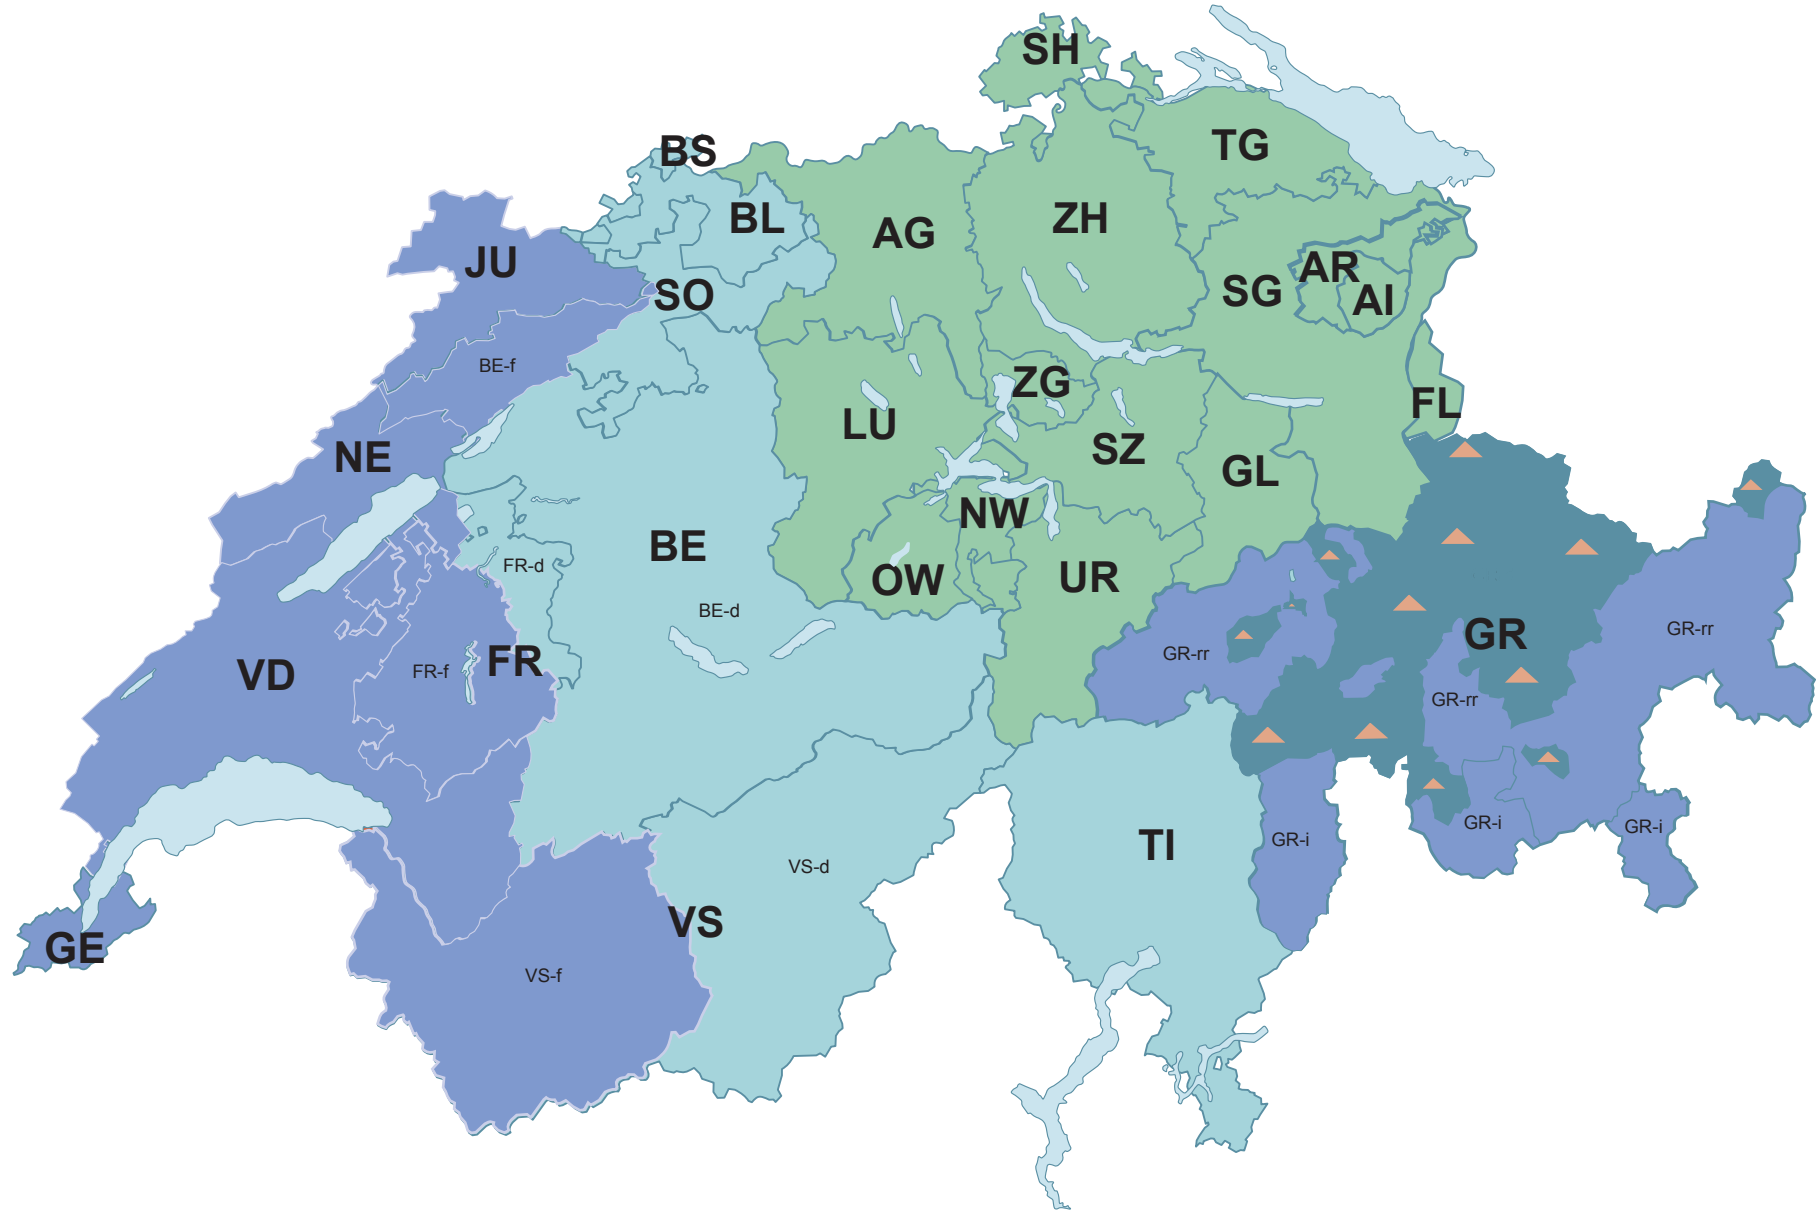 SH
TG
BS
BL
AG
ZH
JU
SO
SG
AR
AI
BE-f
ZG
FL
LU
NE
SZ
GL
NW
BE
FR-d
OW
UR
BE-d
GR
GR-rr
GR-rr
FR
FR-f
VD
GR-rr
GR-i
GR-i
GR-i
TI
VS-d
VS
GE
VS-f